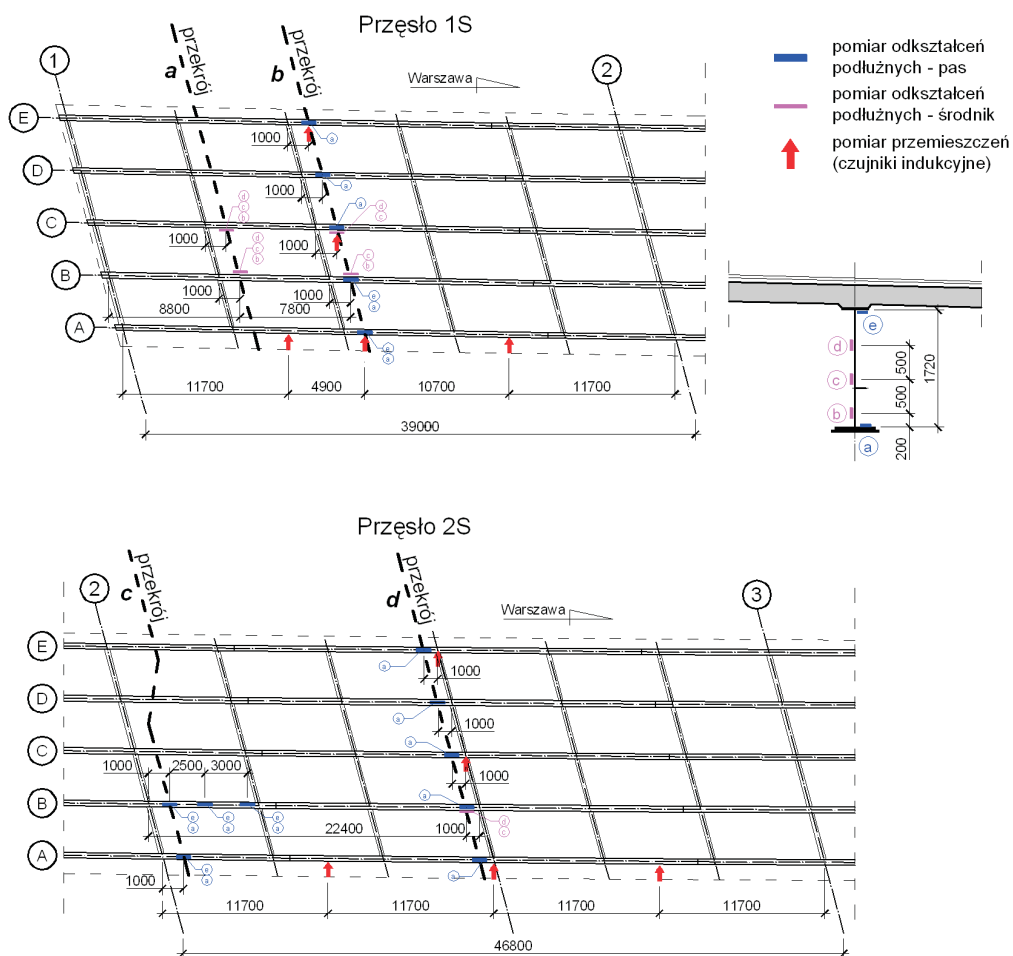 Przęsło 1S
1
przekrój
a
przekrój
b
Warszawa
2
pomiar odkształceń
podłużnych - pas
pomiar odkształceń
podłużnych - środnik
pomiar przemieszczeń
(czujniki indukcyjne)
E
1000
a
D
1000
a
C
d
c
b
a
d
c
1000
1000
B
d
c
b
c
b
1000
1000
e
a
8800
7800
A
e
a
11700
4900
10700
11700
39000
e
d
c
b
a
500
500
200
1720
Przęsło 2S
2
przekrój
c
przekrój
d
Warszawa
3
E
a
1000
D
a
1000
C
a
1000
1000
2500
3000
B
e
a
e
a
e
a
a
d
c
22400
1000
A
e
a
a
1000
11700
11700
11700
11700
46800